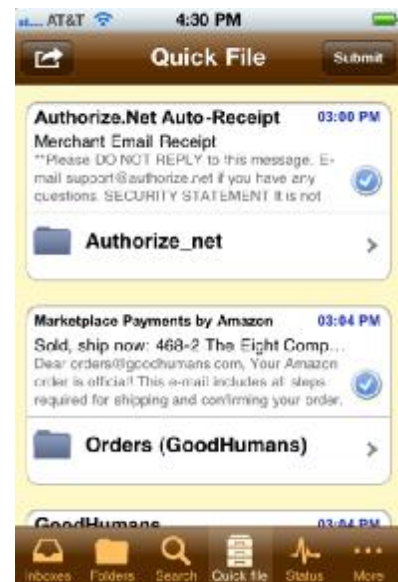 AT&T 4:30 PM
Quick File
Submit
Authorize.Net Auto-Receipt 03:00 PM
Merchant Email Receipt
**Please DO NOT REPLY to this message. E-
mail support@authorize.net if you have any
questions. SECURITY STATEMENT It is not
Authorize_net
Marketplace Payments by Amazon 03:04 PM
Sold, ship now: 468-2 The Eight Comp...
Dear orders@goodhumans.com, Your Amazon
order is official! This e-mail includes all steps
required for shipping and confirming your order.
Orders (GoodHumans)
GoodHumans 03:04 PM
Inboxes Folders Search Quick file Status More